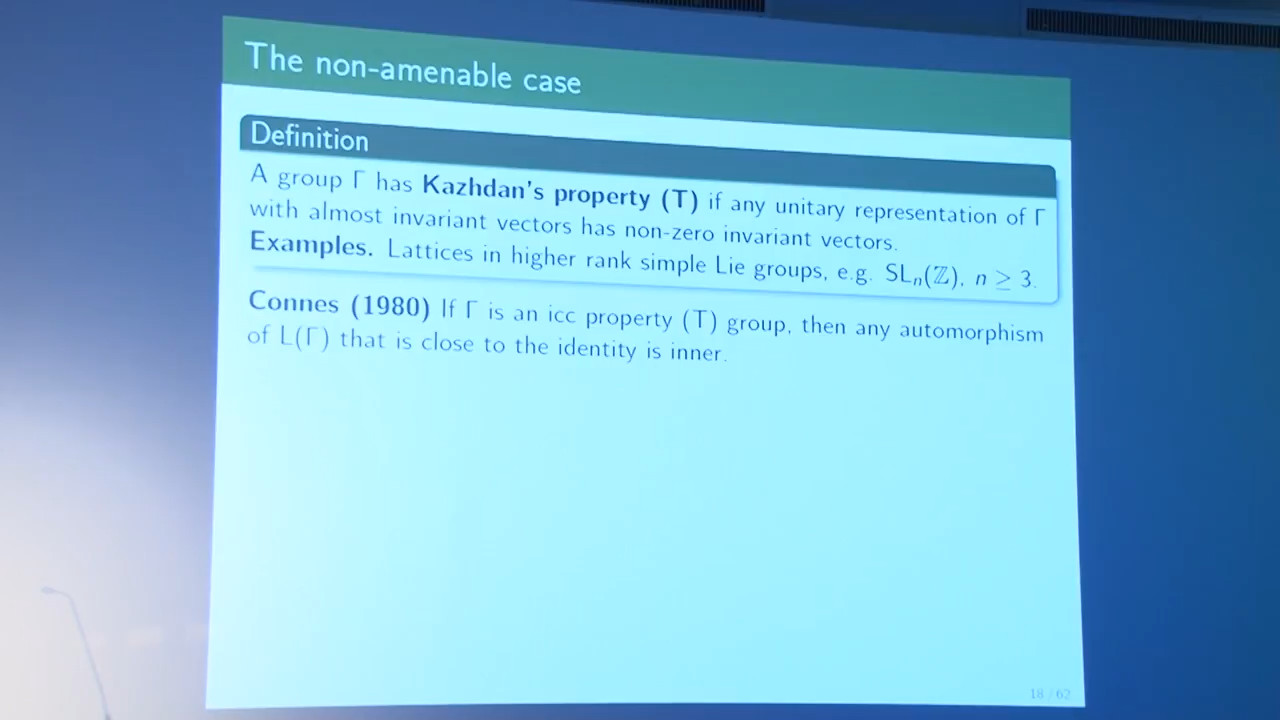 The non-amenable case
Definition
A group Γ has Kazhdan's property (T) if any unitary representation of Γ
with almost invariant vectors has non-zero invariant vectors.
Examples. Lattices in higher rank simple Lie groups, e.g. SLₙ(ℤ), n ≥ 3.
Connes (1980) If Γ is an icc property (T) group, then any automorphism
of L(Γ) that is close to the identity is inner.
18 / 62